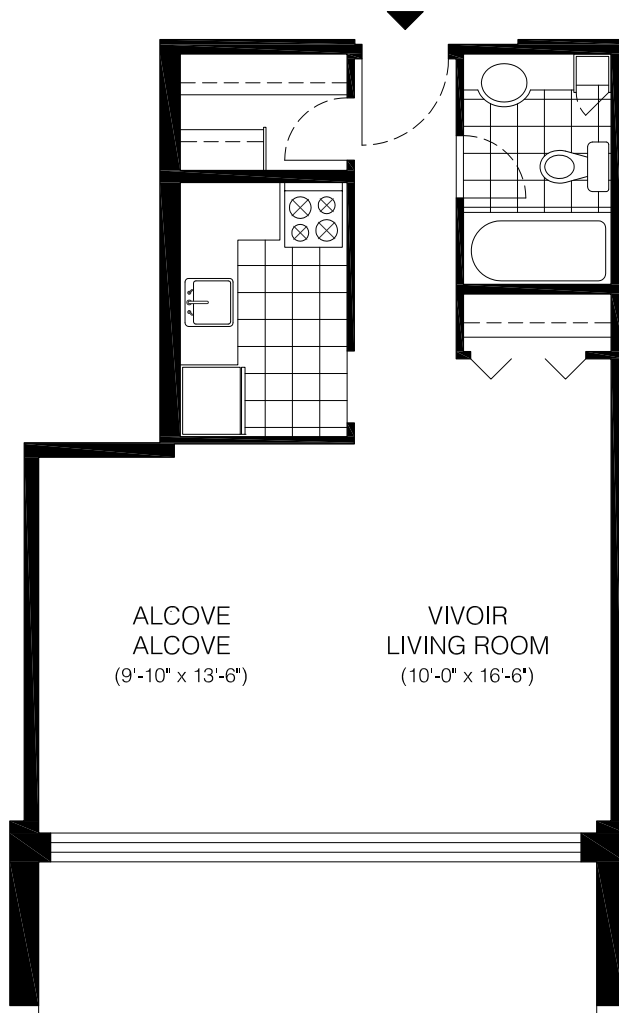 ALCOVE
ALCOVE
(9'-10" x 13'-6")
VIVOIR
LIVING ROOM
(10'-0" x 16'-6")